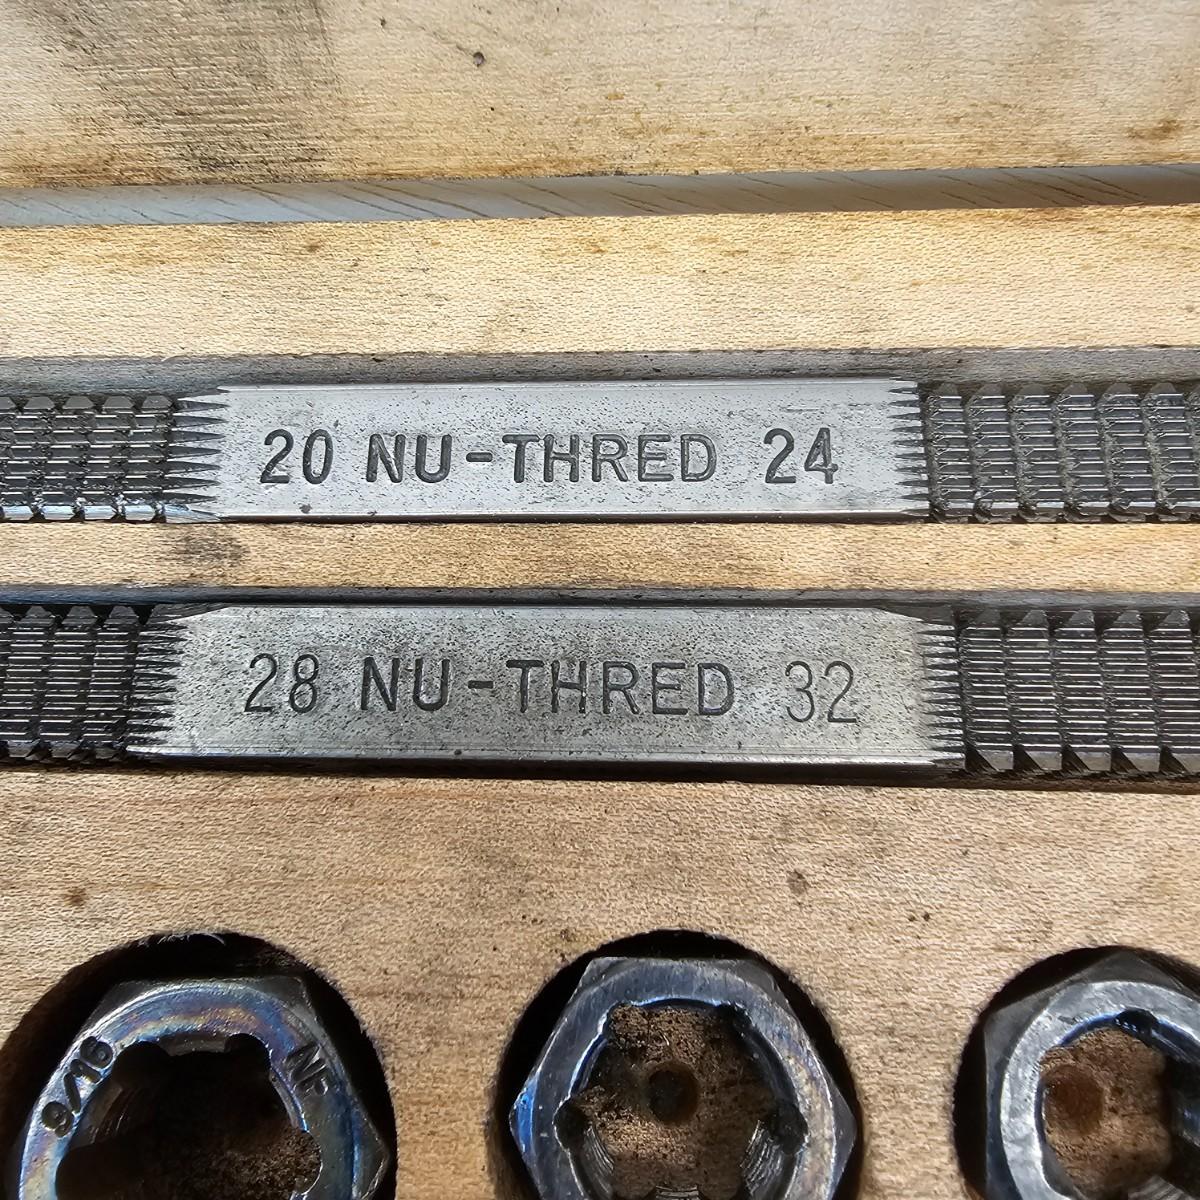 20 NU-THRED 24
28 NU-THRED 32
9/16 NF